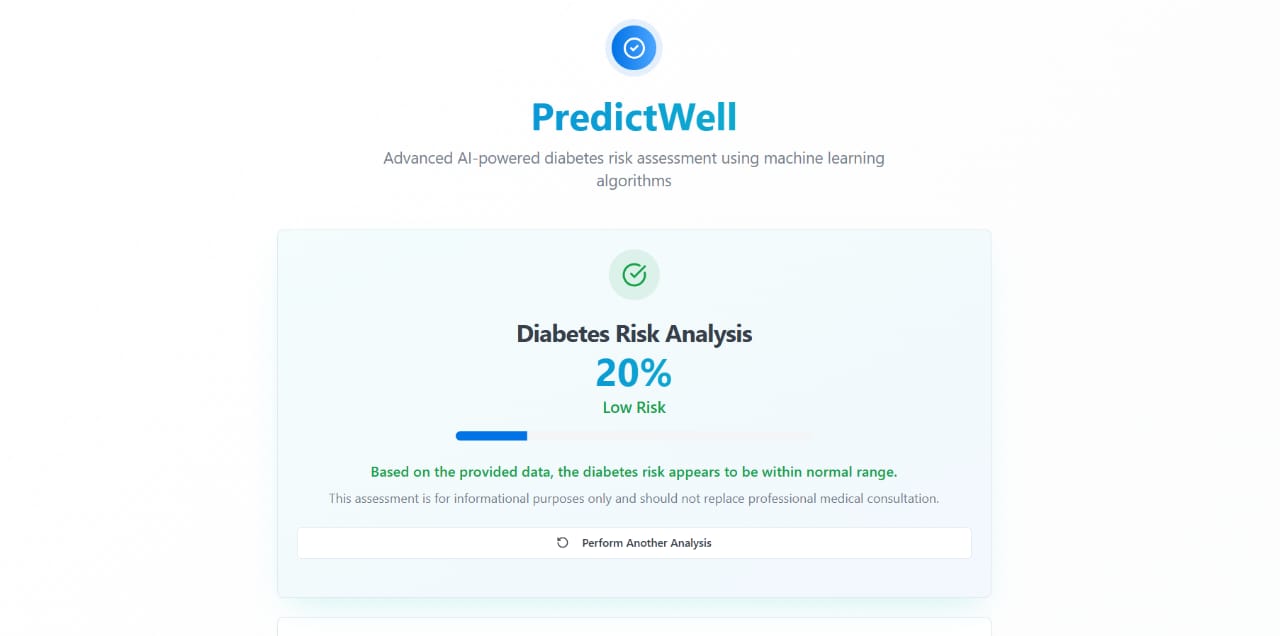 PredictWell
Advanced AI-powered diabetes risk assessment using machine learning
algorithms
Diabetes Risk Analysis
20%
Low Risk
Based on the provided data, the diabetes risk appears to be within normal range.
This assessment is for informational purposes only and should not replace professional medical consultation.
Perform Another Analysis